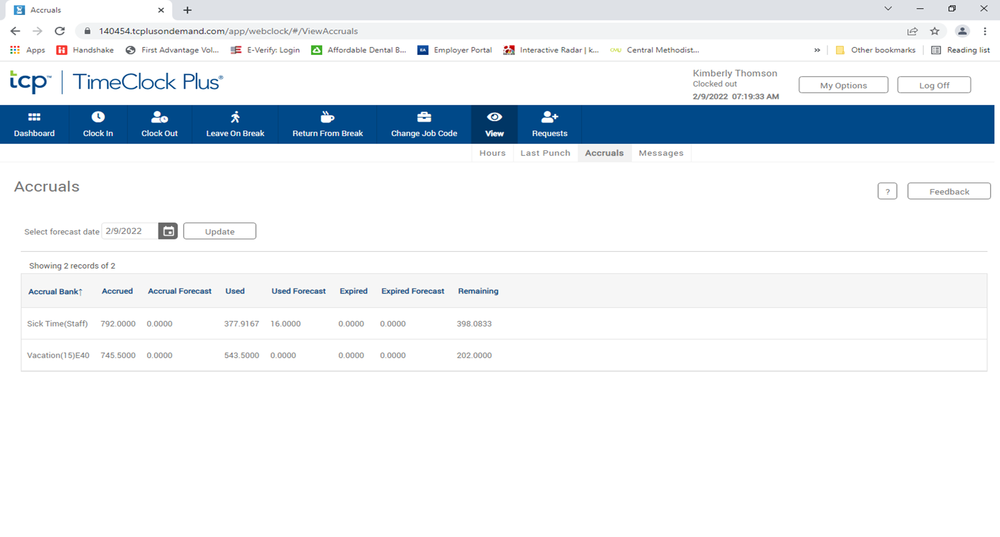 Accruals
140454.tcplusondemand.com/app/webclock/#/ViewAccruals
Apps Handshake First Advantage Vol... E-Verify: Login Affordable Dental B... EA Employer Portal Interactive Radar | k... CMU Central Methodist... » Other bookmarks Reading list
tcp™ TimeClock Plus®
Kimberly Thomson
Clocked out
2/9/2022 07:19:33 AM
My Options Log Off
Dashboard Clock In Clock Out Leave On Break Return From Break Change Job Code View Requests
Hours Last Punch Accruals Messages
Accruals
? Feedback
Select forecast date 2/9/2022 Update
Showing 2 records of 2
Accrual Bank↑ Accrued Accrual Forecast Used Used Forecast Expired Expired Forecast Remaining
Sick Time(Staff) 792.0000 0.0000 377.9167 16.0000 0.0000 0.0000 398.0833
Vacation(15)E40 745.5000 0.0000 543.5000 0.0000 0.0000 0.0000 202.0000